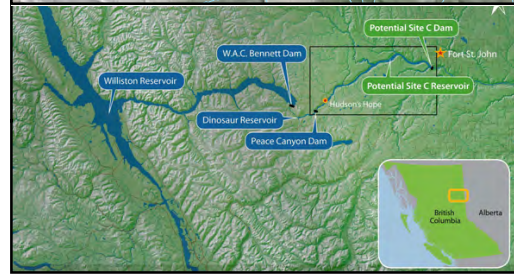 Potential Site C Dam
W.A.C. Bennett Dam
Fort St. John
Williston Reservoir
Potential Site C Reservoir
Hudson's Hope
Dinosaur Reservoir
Peace Canyon Dam
British
Columbia
Alberta